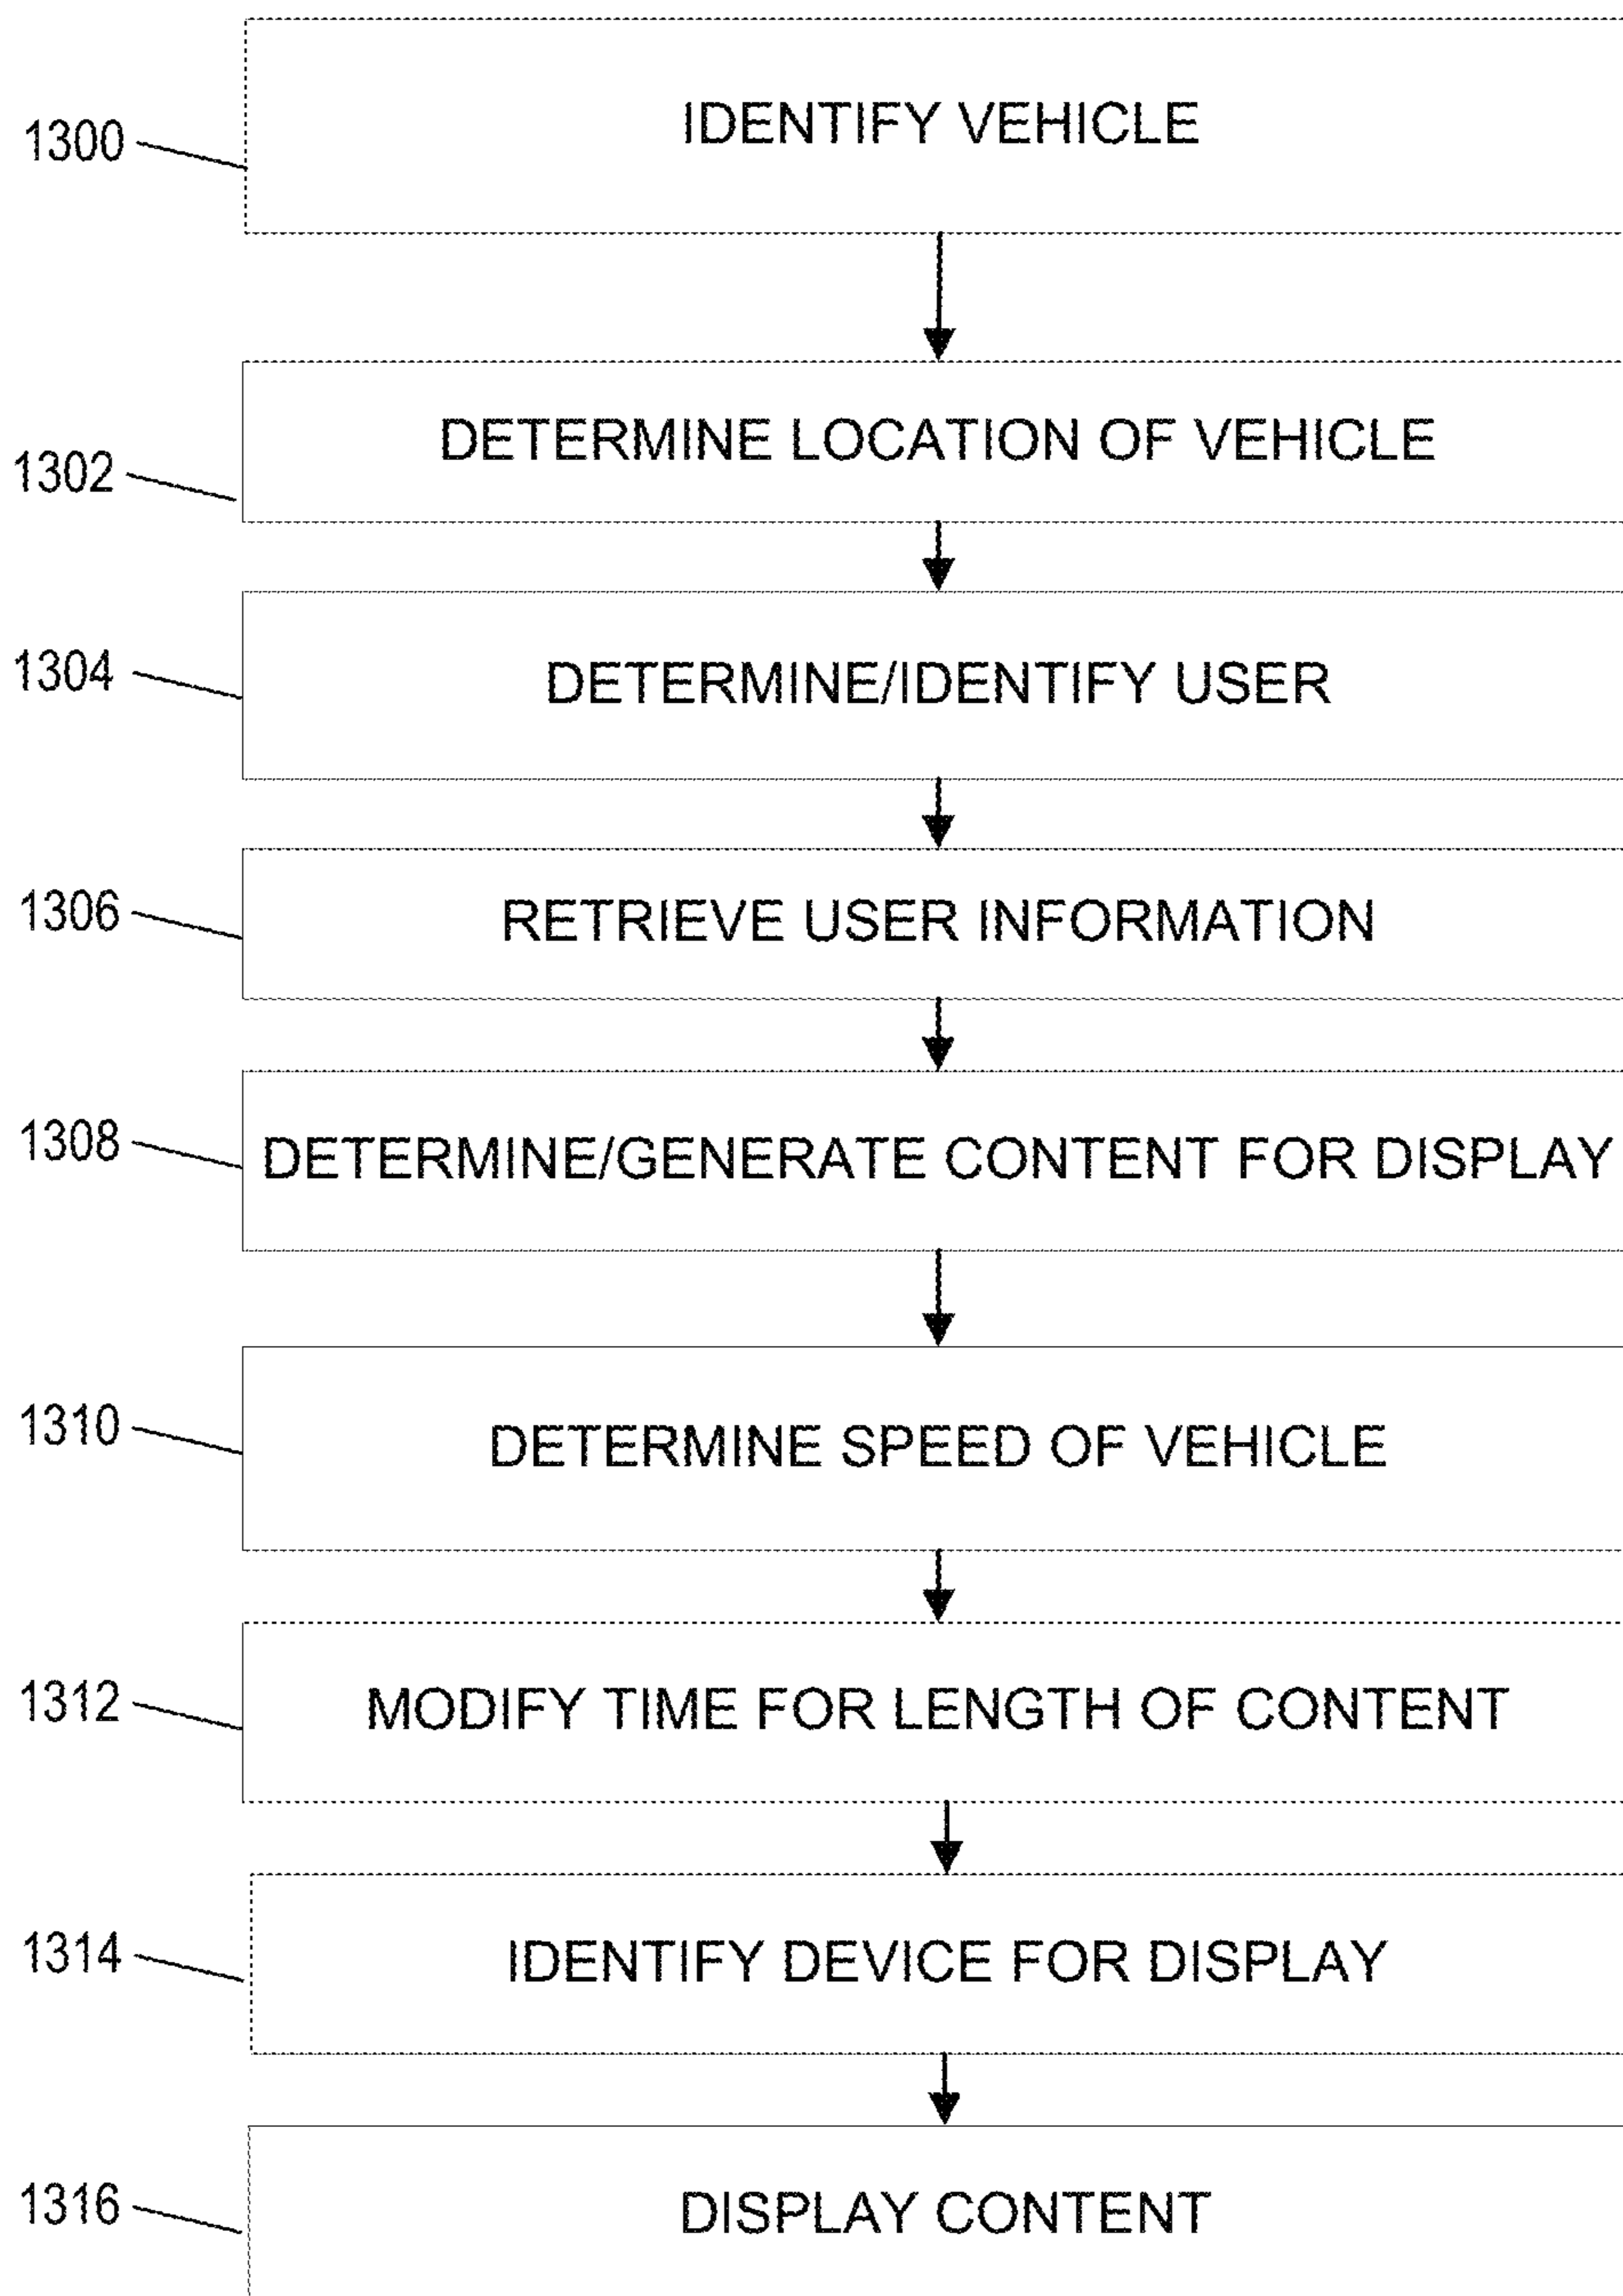 1300 IDENTIFY VEHICLE
1302 DETERMINE LOCATION OF VEHICLE
1304 DETERMINE/IDENTIFY USER
1306 RETRIEVE USER INFORMATION
1308 DETERMINE/GENERATE CONTENT FOR DISPLAY
1310 DETERMINE SPEED OF VEHICLE
1312 MODIFY TIME FOR LENGTH OF CONTENT
1314 IDENTIFY DEVICE FOR DISPLAY
1316 DISPLAY CONTENT